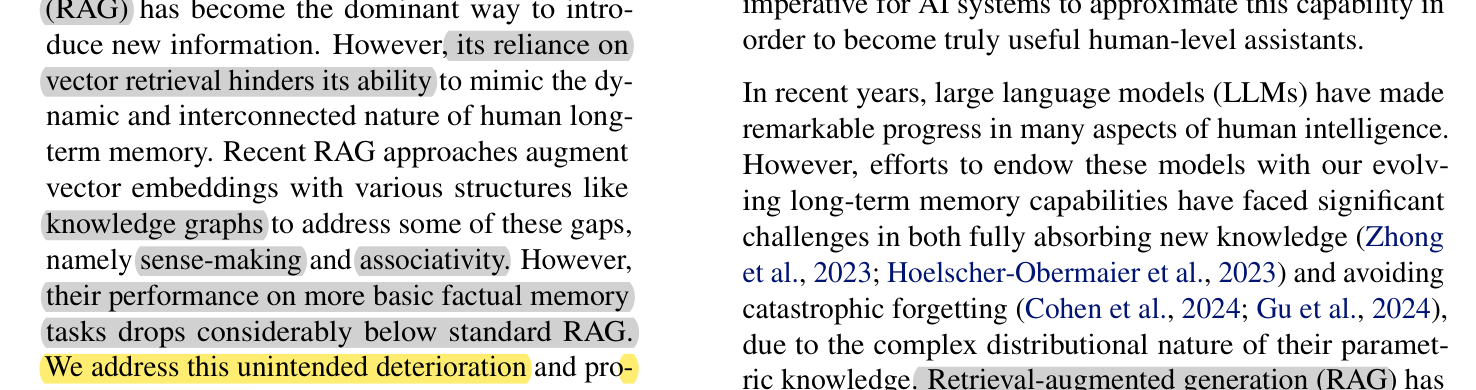 (RAG) has become the dominant way to intro-
duce new information. However, its reliance on
vector retrieval hinders its ability to mimic the dy-
namic and interconnected nature of human long-
term memory. Recent RAG approaches augment
vector embeddings with various structures like
knowledge graphs to address some of these gaps,
namely sense-making and associativity. However,
their performance on more basic factual memory
tasks drops considerably below standard RAG.
We address this unintended deterioration and pro-
imperative for AI systems to approximate this capability in
order to become truly useful human-level assistants.
In recent years, large language models (LLMs) have made
remarkable progress in many aspects of human intelligence.
However, efforts to endow these models with our evolv-
ing long-term memory capabilities have faced significant
challenges in both fully absorbing new knowledge (Zhong
et al., 2023; Hoelscher-Obermaier et al., 2023) and avoiding
catastrophic forgetting (Cohen et al., 2024; Gu et al., 2024),
due to the complex distributional nature of their paramet-
ric knowledge. Retrieval-augmented generation (RAG) has